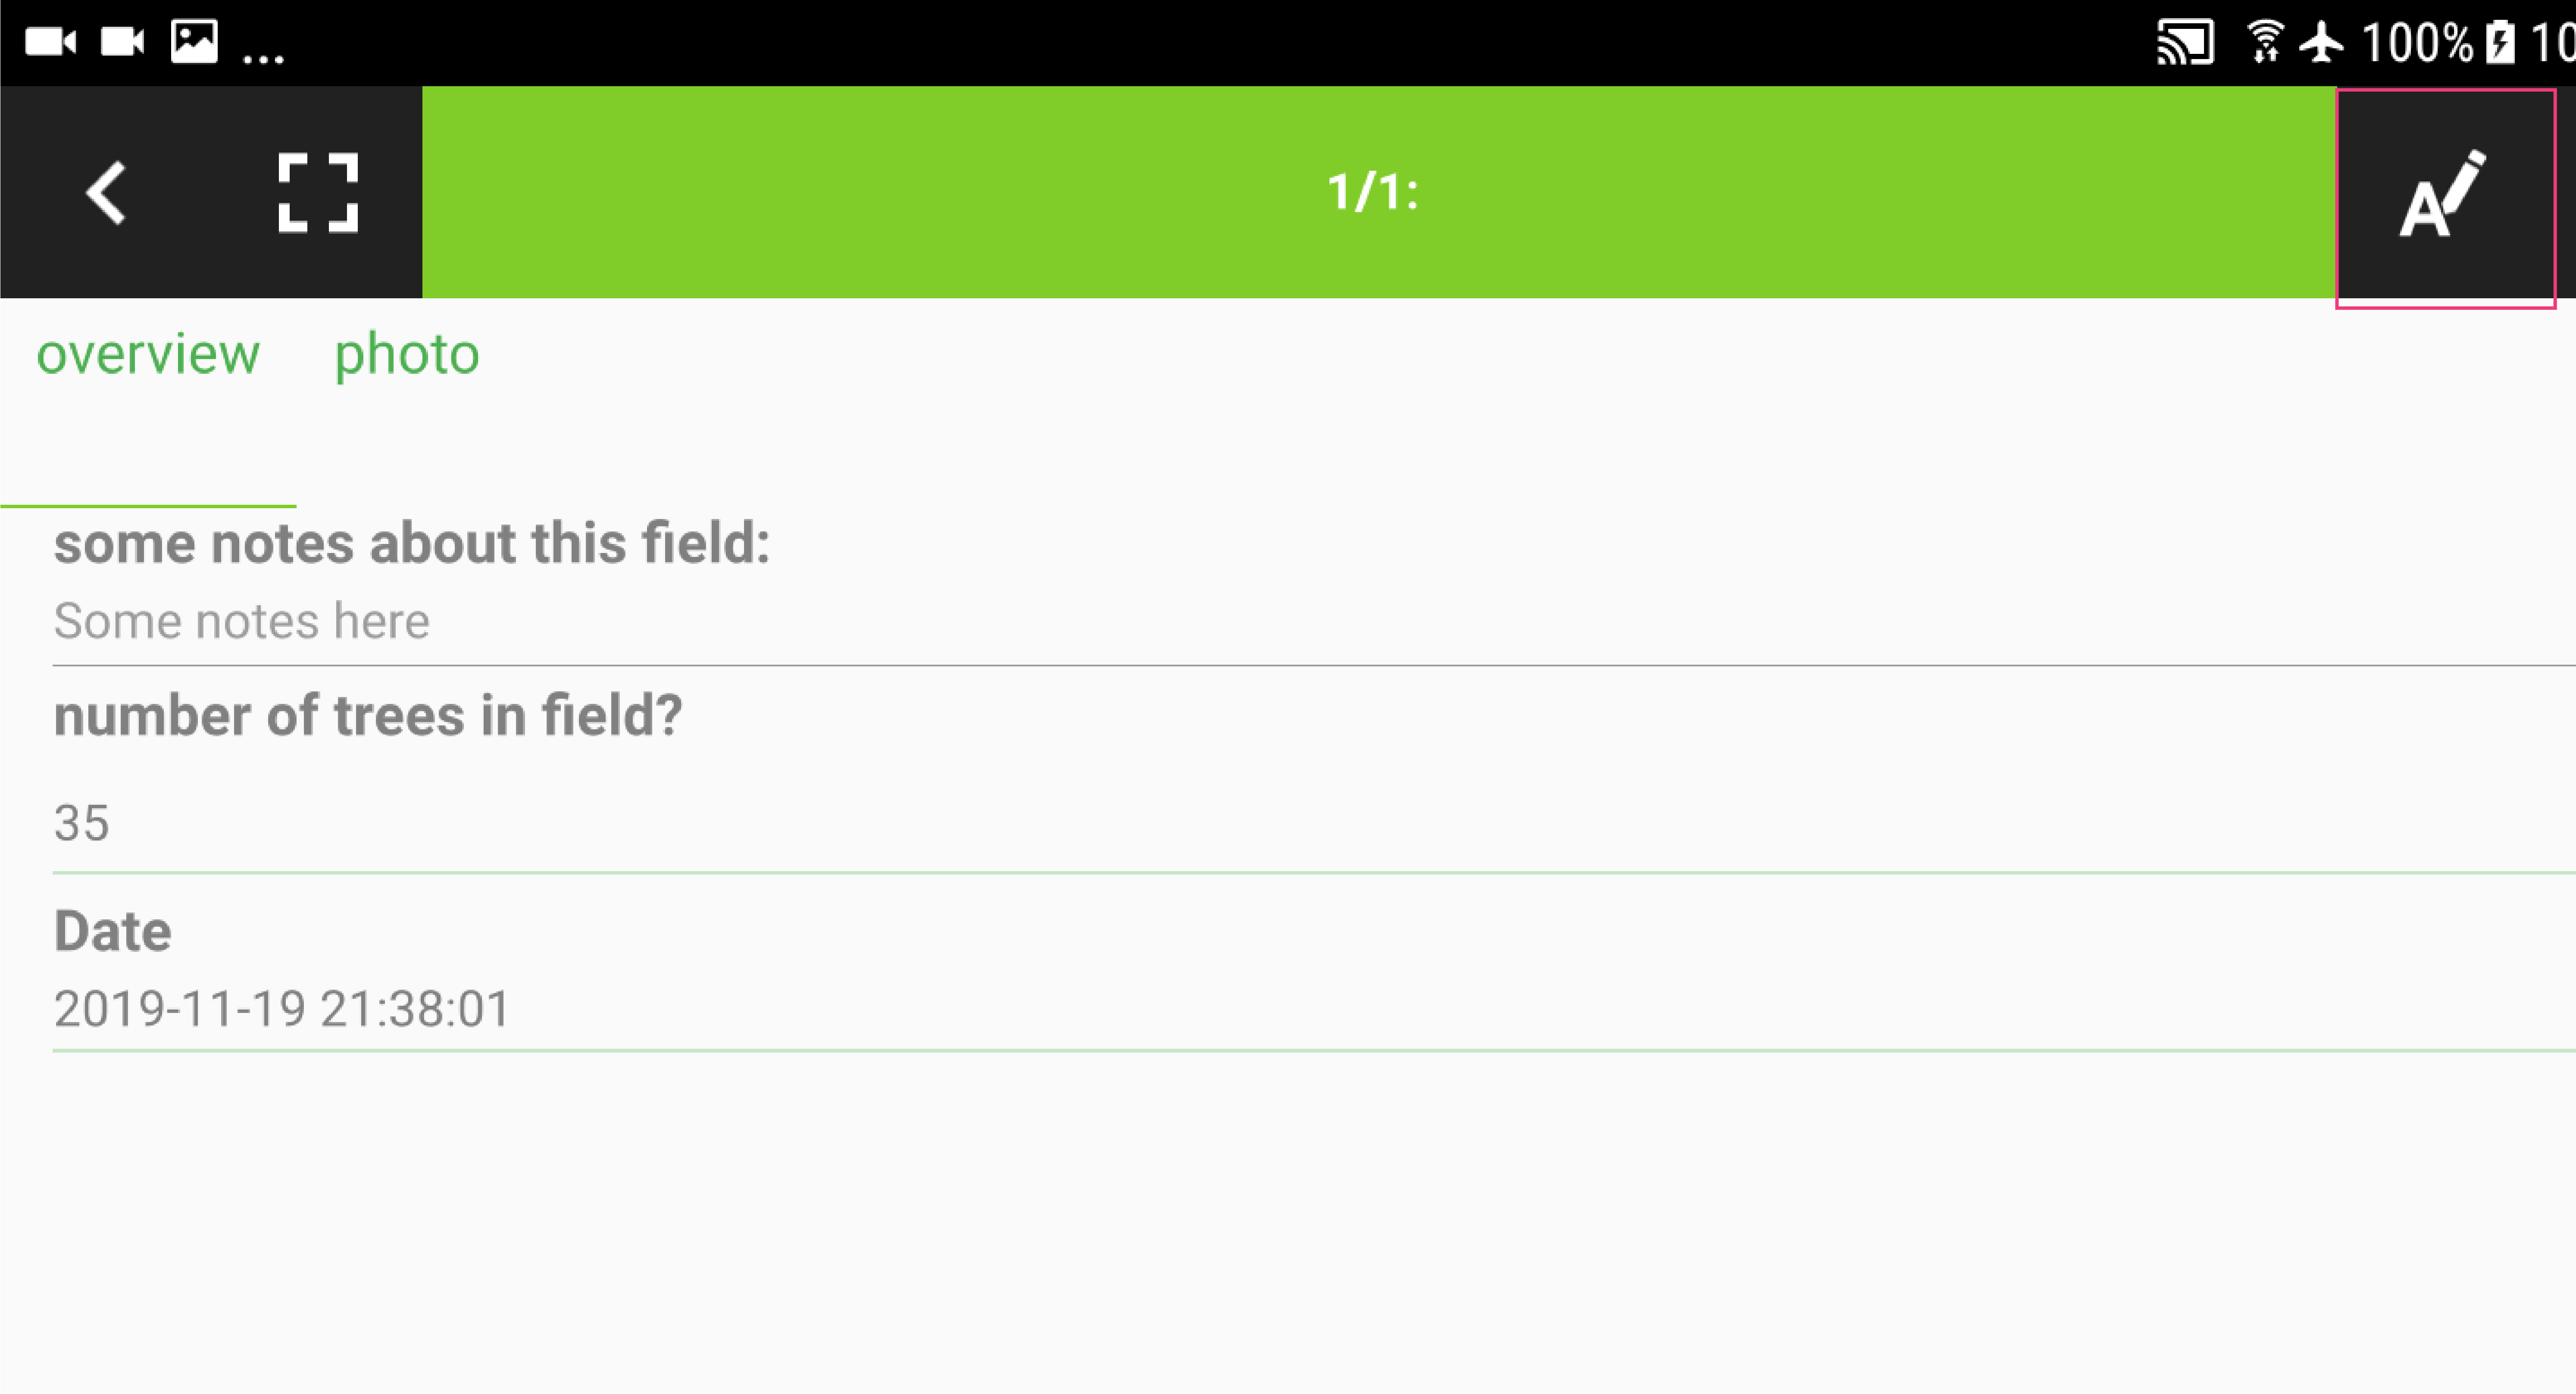 ... 100% 10
1/1:
A
overview photo
some notes about this field:
Some notes here
number of trees in field?
35
Date
2019-11-19 21:38:01